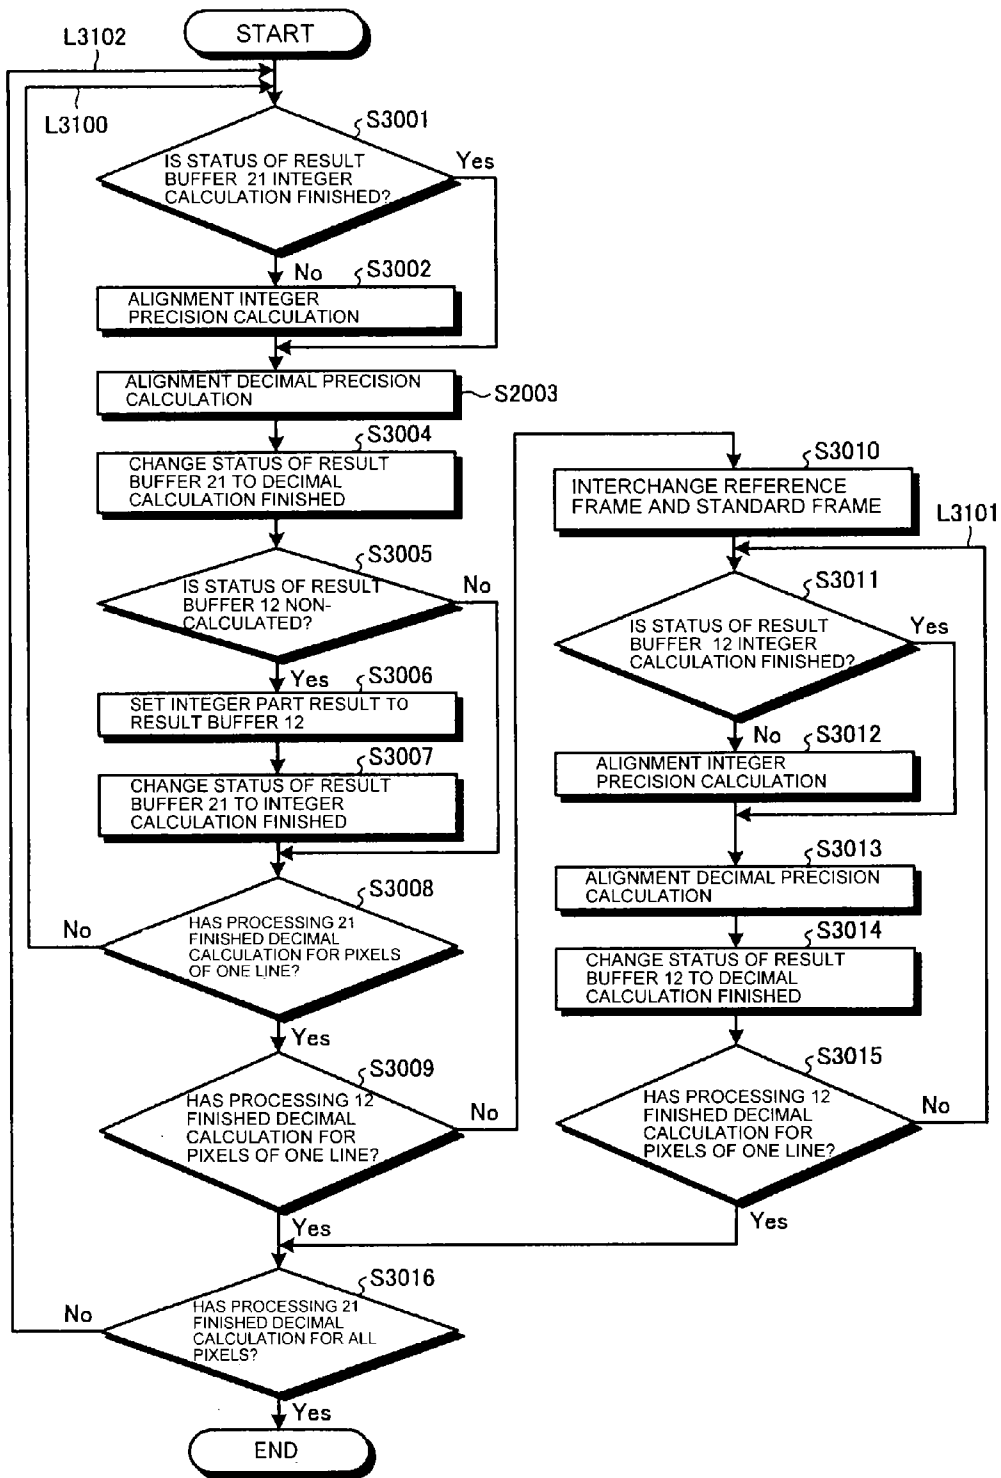 START
L3102
L3100
S3001
IS STATUS OF RESULT
BUFFER 21 INTEGER
CALCULATION FINISHED?
Yes
No
S3002
ALIGNMENT INTEGER
PRECISION CALCULATION
ALIGNMENT DECIMAL PRECISION
CALCULATION
S2003
S3004
CHANGE STATUS OF RESULT
BUFFER 21 TO DECIMAL
CALCULATION FINISHED
S3005
IS STATUS OF RESULT
BUFFER 12 NON-
CALCULATED?
No
Yes
S3006
SET INTEGER PART RESULT TO
RESULT BUFFER 12
S3007
CHANGE STATUS OF RESULT
BUFFER 21 TO INTEGER
CALCULATION FINISHED
S3008
HAS PROCESSING 21
FINISHED DECIMAL
CALCULATION FOR PIXELS
OF ONE LINE?
No
Yes
S3009
HAS PROCESSING 12
FINISHED DECIMAL
CALCULATION FOR
PIXELS OF ONE LINE?
No
Yes
S3010
INTERCHANGE REFERENCE
FRAME AND STANDARD FRAME
L3101
S3011
IS STATUS OF RESULT
BUFFER 12 INTEGER
CALCULATION FINISHED?
Yes
No
S3012
ALIGNMENT INTEGER
PRECISION CALCULATION
S3013
ALIGNMENT DECIMAL PRECISION
CALCULATION
S3014
CHANGE STATUS OF RESULT
BUFFER 12 TO DECIMAL
CALCULATION FINISHED
S3015
HAS PROCESSING 12
FINISHED DECIMAL
CALCULATION FOR
PIXELS OF ONE LINE?
No
Yes
S3016
HAS PROCESSING 21
FINISHED DECIMAL
CALCULATION FOR ALL
PIXELS?
No
Yes
END